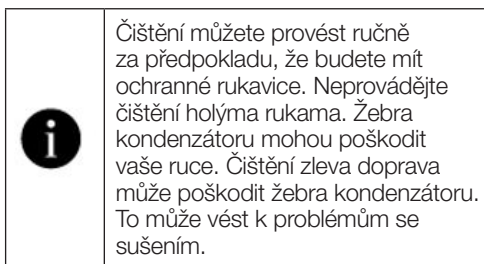 Čištění můžete provést ručně
za předpokladu, že budete mít
ochranné rukavice. Neprovádějte
čištění holýma rukama. Žebra
kondenzátoru mohou poškodit
vaše ruce. Čištění zleva doprava
může poškodit žebra kondenzátoru.
To může vést k problémům se
sušením.